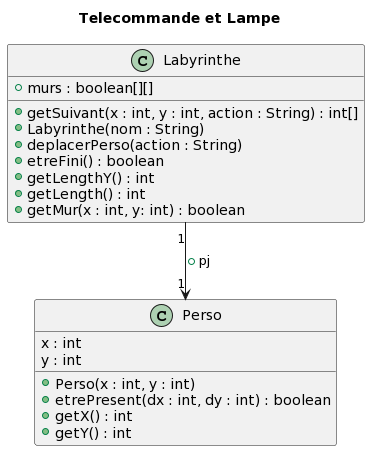 Telecommande et Lampe
C Labyrinthe
murs : boolean[][]
getSuivant(x : int, y : int, action : String) : int[]
Labyrinthe(nom : String)
deplacerPerso(action : String)
etreFini() : boolean
getLengthY() : int
getLength() : int
getMur(x : int, y: int) : boolean
1
pj
1
C Perso
x : int
y : int
Perso(x : int, y : int)
etrePresent(dx : int, dy : int) : boolean
getX() : int
getY() : int